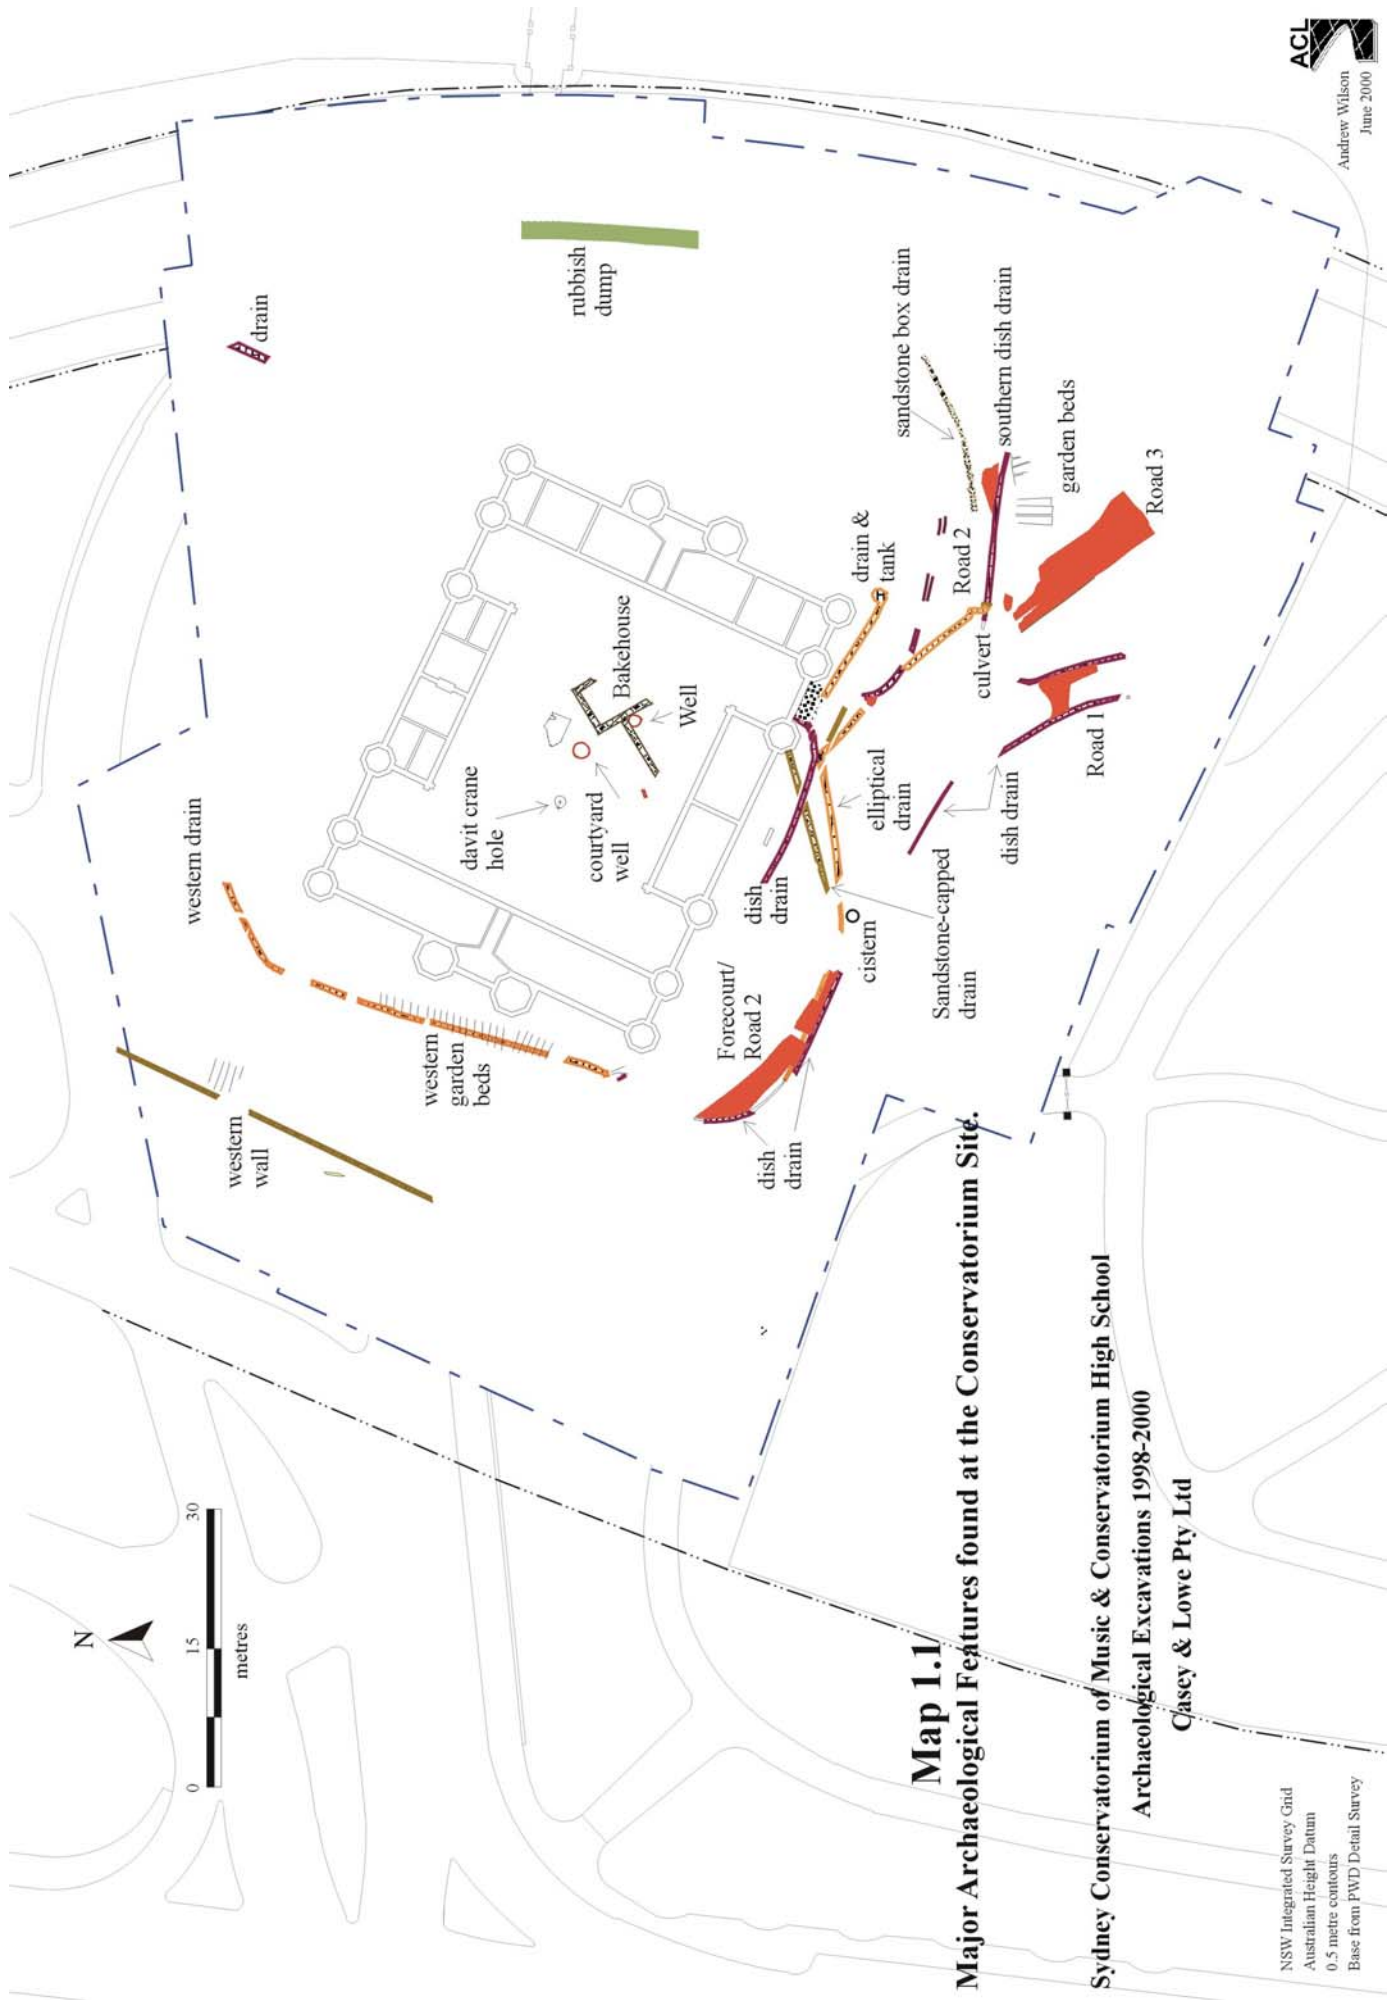 N
0
15
30
metres
western drain
western
wall
western
garden
beds
drain
rubbish
dump
davit crane
hole
courtyard
well
Bakehouse
Well
Forecourt/
Road 2
dish
drain
dish
drain
cistern
Sandstone-capped
drain
elliptical
drain
drain &
tank
Road 2
culvert
dish drain
Road 1
sandstone box drain
southern dish drain
garden beds
Road 3
Map 1.1
Major Archaeological Features found at the Conservatorium Site.
Sydney Conservatorium of Music & Conservatorium High School
Archaeological Excavations 1998-2000
Casey & Lowe Pty Ltd
NSW Integrated Survey Grid
Australian Height Datum
0.5 metre contours
Base from PWD Detail Survey
ACL
Andrew Wilson
June 2000